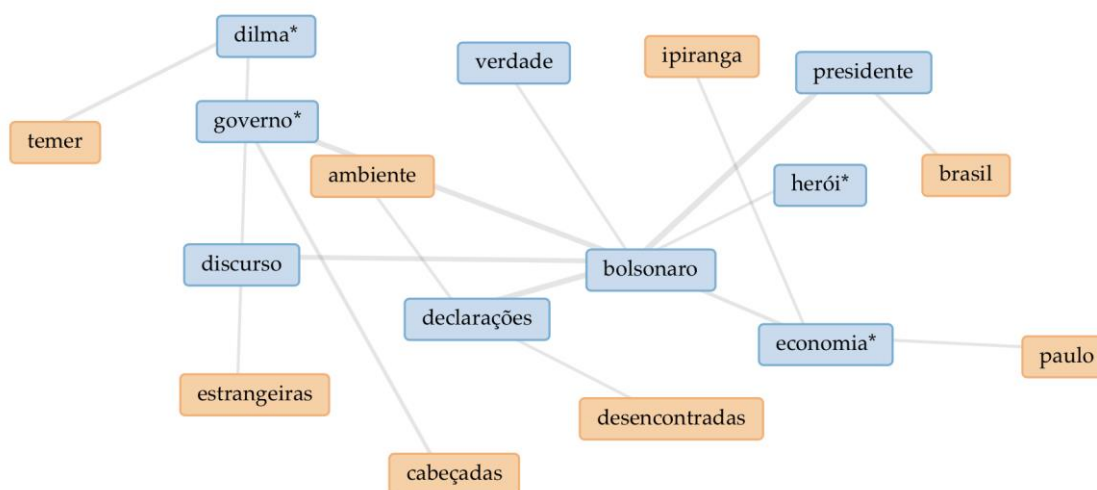 dilma*
verdade
ipiranga
presidente
governo*
temer
ambiente
brasil
herói*
discurso
bolsonaro
declarações
economia*
paulo
estrangeiras
desencontradas
cabeçadas